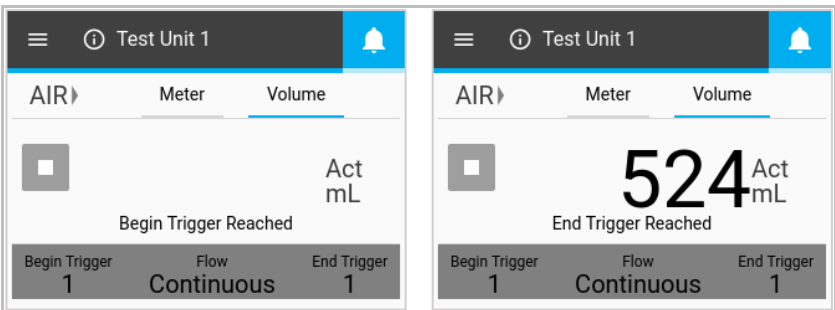 Test Unit 1
AIR Meter Volume
Act
mL
Begin Trigger Reached
Begin Trigger Flow End Trigger
1 Continuous 1
Test Unit 1
AIR Meter Volume
524 Act
mL
End Trigger Reached
Begin Trigger Flow End Trigger
1 Continuous 1